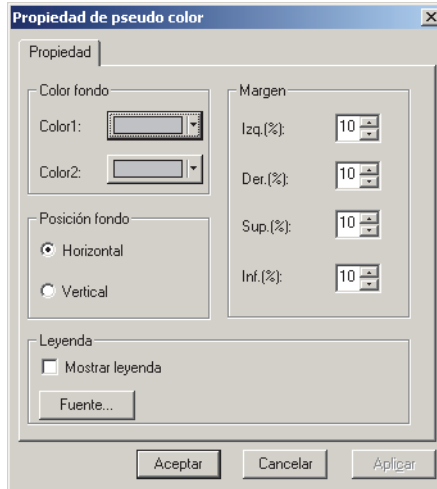 Propiedad de pseudo color
Propiedad
Color fondo
Color1:
Color2:
Posición fondo
Horizontal
Vertical
Margen
Izq.(%): 10
Der.(%): 10
Sup.(%): 10
Inf.(%): 10
Leyenda
Mostrar leyenda
Fuente...
Aceptar Cancelar Aplicar